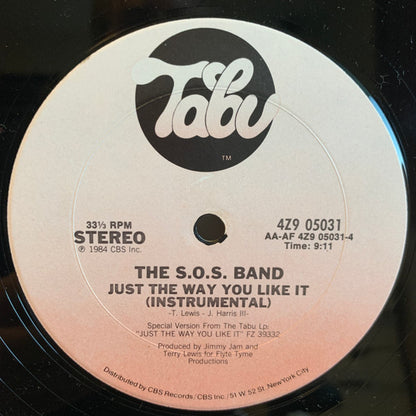 Tabu
TM
33⅓ RPM
STEREO
℗ 1984 CBS Inc.
4Z9 05031
AA-AF 4Z9 05031-4
Time: 9:11
THE S.O.S. BAND
JUST THE WAY YOU LIKE IT
(INSTRUMENTAL)
-T. Lewis - J. Harris III-
Special Version From The Tabu Lp:
"JUST THE WAY YOU LIKE IT" FZ 39332
Produced by Jimmy Jam and
Terry Lewis for Flyte Tyme
Productions
Distributed by CBS Records / CBS Inc. / 51 W 52 St. New York City